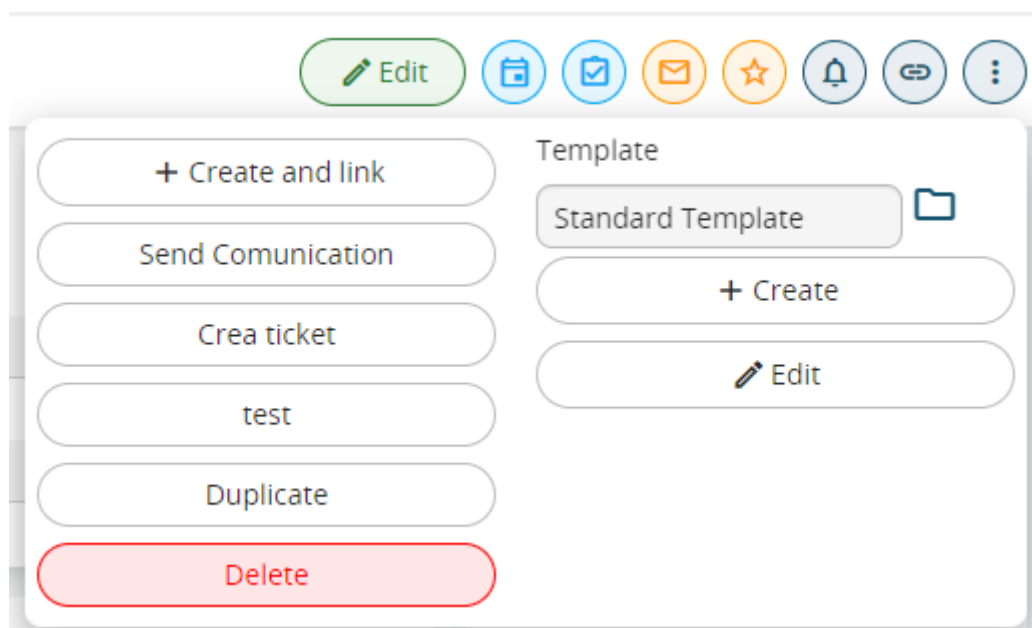 Edit
+ Create and link
Send Comunication
Crea ticket
test
Duplicate
Delete
Template
Standard Template
+ Create
Edit